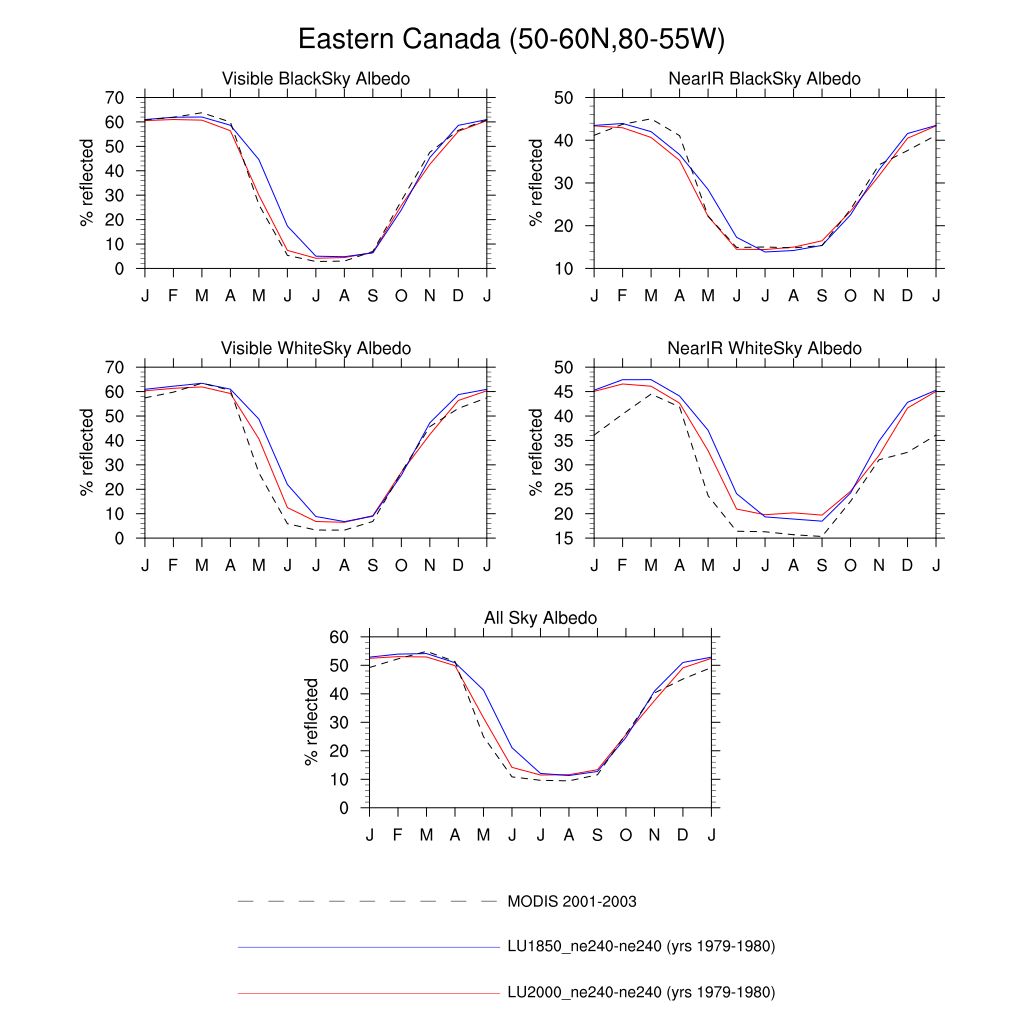 Eastern Canada (50-60N,80-55W)
Visible BlackSky Albedo
% reflected
70
60
50
40
30
20
10
0
J F M A M J J A S O N D J
NearIR BlackSky Albedo
% reflected
50
40
30
20
10
J F M A M J J A S O N D J
Visible WhiteSky Albedo
% reflected
70
60
50
40
30
20
10
0
J F M A M J J A S O N D J
NearIR WhiteSky Albedo
% reflected
50
45
40
35
30
25
20
15
J F M A M J J A S O N D J
All Sky Albedo
% reflected
60
50
40
30
20
10
0
J F M A M J J A S O N D J
MODIS 2001-2003
LU1850_ne240-ne240 (yrs 1979-1980)
LU2000_ne240-ne240 (yrs 1979-1980)